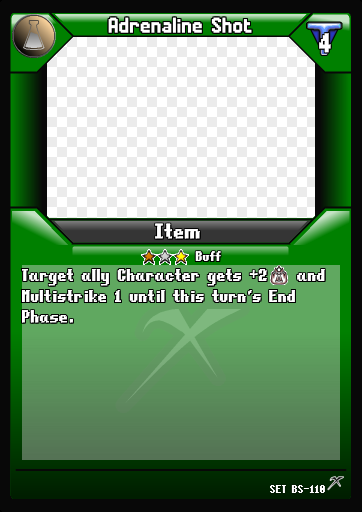 Adrenaline Shot
4
Item
Buff
Target ally Character gets +2 and
Multistrike 1 until this turn's End
Phase.
SET BS-110